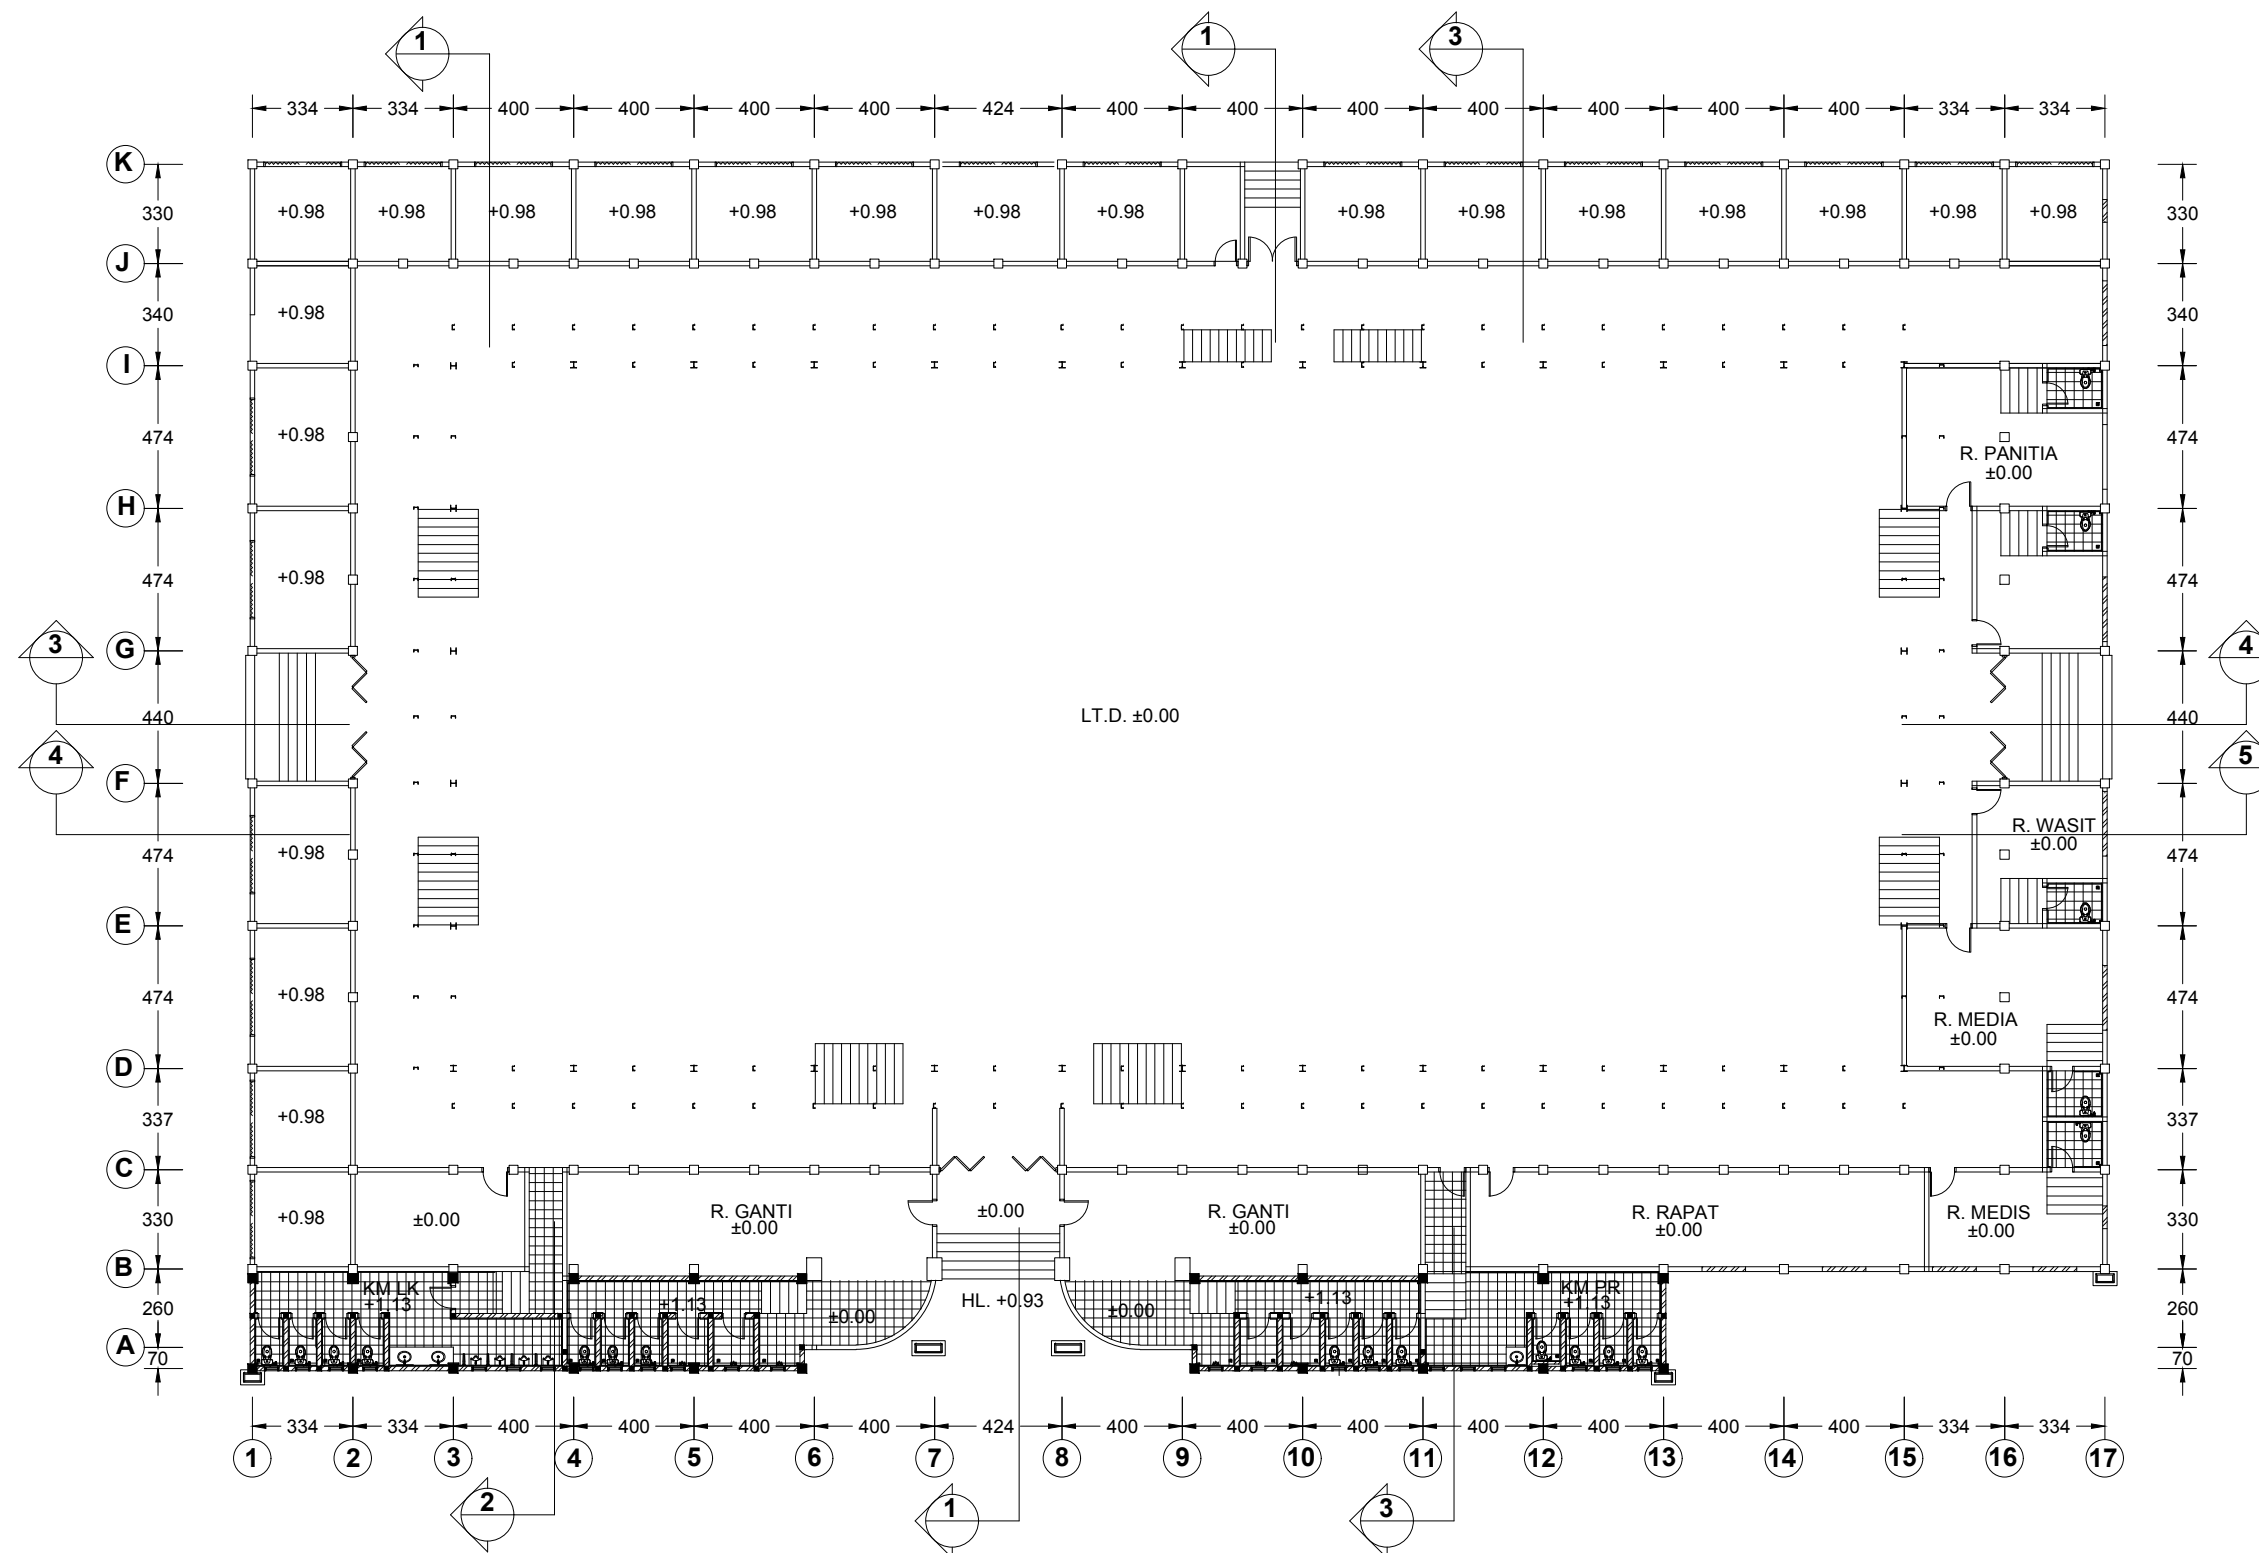 1 1 3
334 334 400 400 400 400 424 400 400 400 400 400 400 400 334 334
K
+0.98 +0.98 +0.98 +0.98 +0.98 +0.98 +0.98 +0.98 +0.98 +0.98 +0.98 +0.98 +0.98 +0.98 +0.98
330 330
J
340 +0.98 340
I
474 +0.98 474
R. PANITIA
±0.00
H
474 +0.98 474
G
3 4
440 LT.D. ±0.00 440
4 5
F
R. WASIT
±0.00
474 +0.98 474
E
474 +0.98 474
R. MEDIA
±0.00
D
337 +0.98 337
C
330 +0.98 ±0.00 R. GANTI ±0.00 R. GANTI R. RAPAT R. MEDIS 330
±0.00 ±0.00 ±0.00 ±0.00
B
KM LK KM PR
260 +1.13 +1.13 ±0.00 HL. +0.93 ±0.00 +1.13 +1.13 260
A
70 70
334 334 400 400 400 400 424 400 400 400 400 400 400 400 334 334
1 2 3 4 5 6 7 8 9 10 11 12 13 14 15 16 17
2 1 3